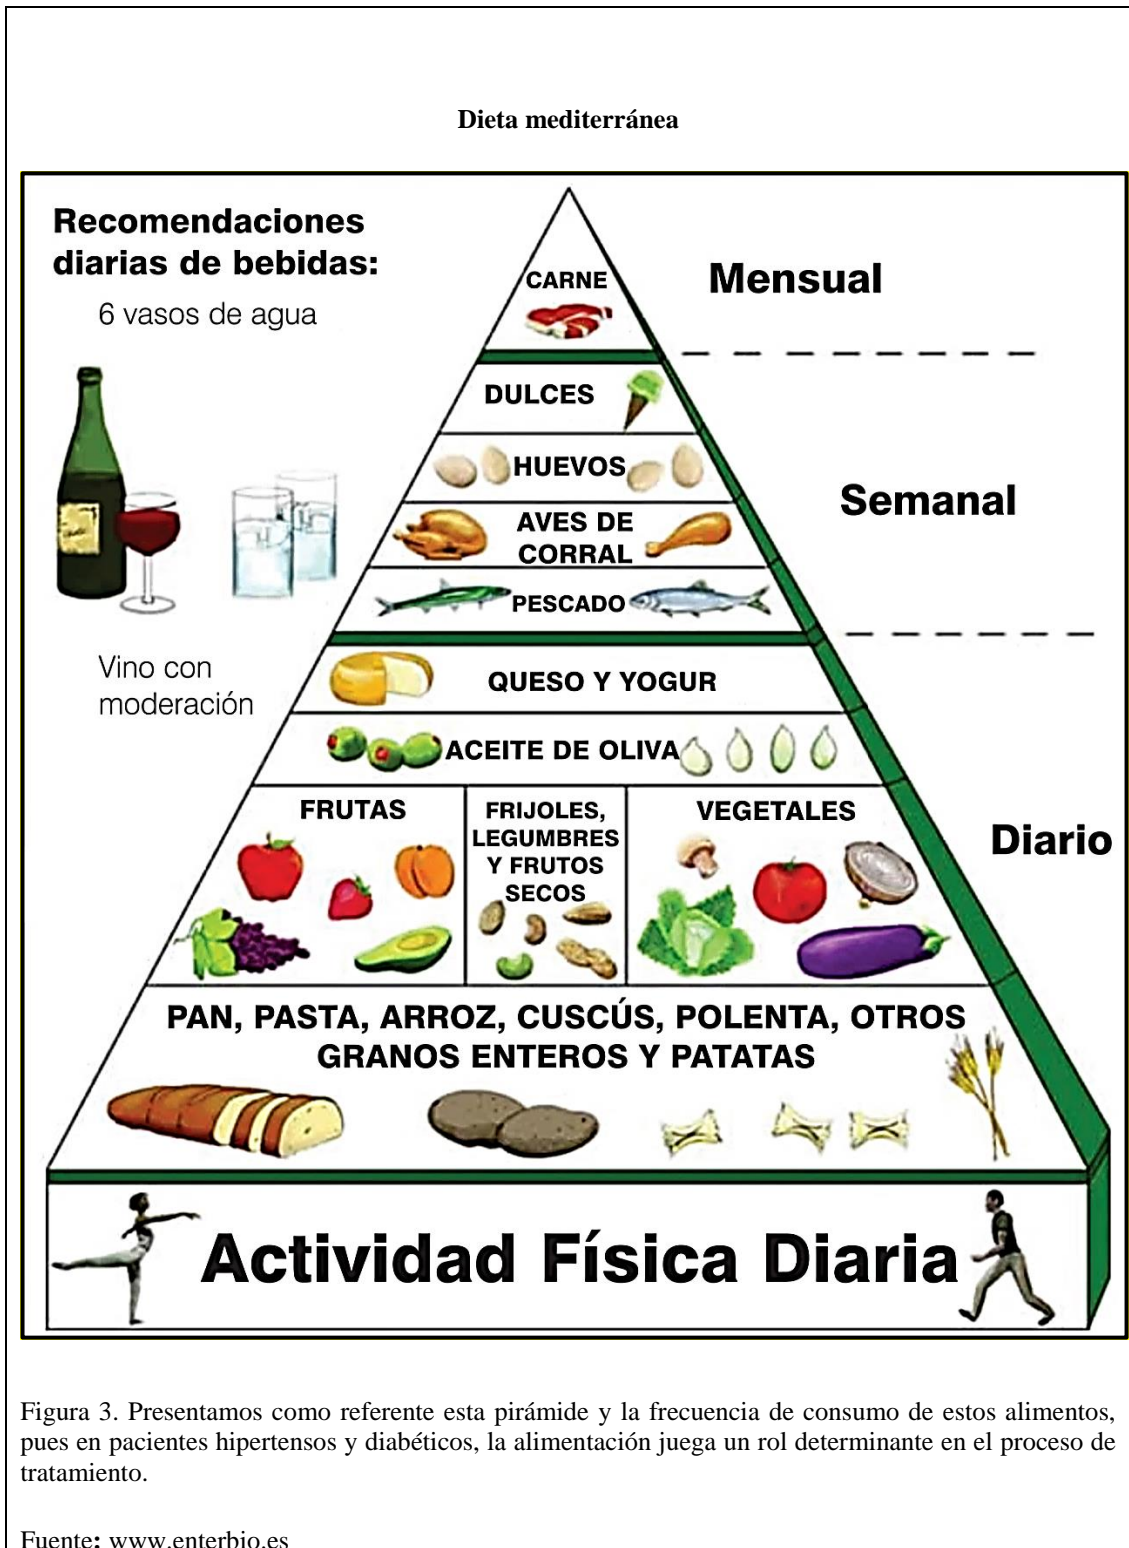 Dieta mediterránea
Recomendaciones
diarias de bebidas:
6 vasos de agua
Vino con
moderación
CARNE
Mensual
DULCES
HUEVOS
AVES DE
CORRAL
PESCADO
Semanal
QUESO Y YOGUR
ACEITE DE OLIVA
FRUTAS
FRIJOLES,
LEGUMBRES
Y FRUTOS
SECOS
VEGETALES
Diario
PAN, PASTA, ARROZ, CUSCÚS, POLENTA, OTROS
GRANOS ENTEROS Y PATATAS
Actividad Física Diaria
Figura 3. Presentamos como referente esta pirámide y la frecuencia de consumo de estos alimentos,
pues en pacientes hipertensos y diabéticos, la alimentación juega un rol determinante en el proceso de
tratamiento.
Fuente: www.enterbio.es